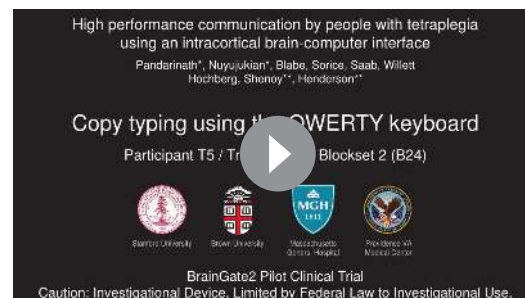 High performance communication by people with tetraplegia
using an intracortical brain-computer interface
Pandarinath*, Nuyujukian*, Blabe, Sorice, Saab, Willett
Hochberg, Shenoy**, Henderson**
Copy typing using the QWERTY keyboard
Participant T5 / Blockset 2 (B24)
MGH
1811
Stanford University
Brown University
Massachusetts
General Hospital
Providence VA
Medical Center
BrainGate2 Pilot Clinical Trial
Caution: Investigational Device. Limited by Federal Law to Investigational Use.